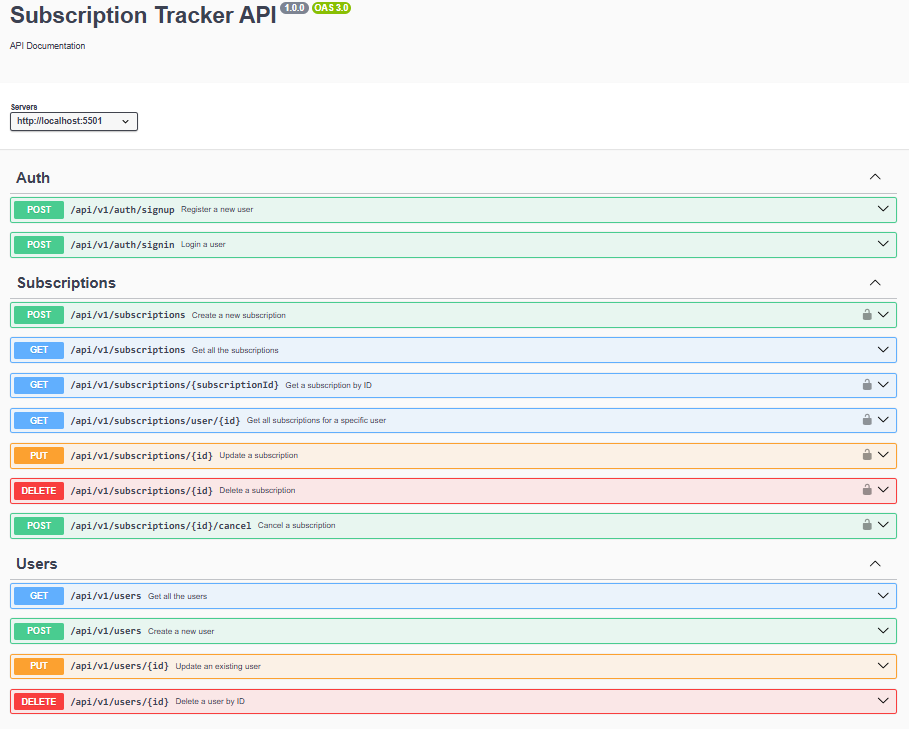 Subscription Tracker API 1.0.0 OAS 3.0
API Documentation
Servers
http://localhost:5501
Auth
POST /api/v1/auth/signup Register a new user
POST /api/v1/auth/signin Login a user
Subscriptions
POST /api/v1/subscriptions Create a new subscription
GET /api/v1/subscriptions Get all the subscriptions
GET /api/v1/subscriptions/{subscriptionId} Get a subscription by ID
GET /api/v1/subscriptions/user/{id} Get all subscriptions for a specific user
PUT /api/v1/subscriptions/{id} Update a subscription
DELETE /api/v1/subscriptions/{id} Delete a subscription
POST /api/v1/subscriptions/{id}/cancel Cancel a subscription
Users
GET /api/v1/users Get all the users
POST /api/v1/users Create a new user
PUT /api/v1/users/{id} Update an existing user
DELETE /api/v1/users/{id} Delete a user by ID